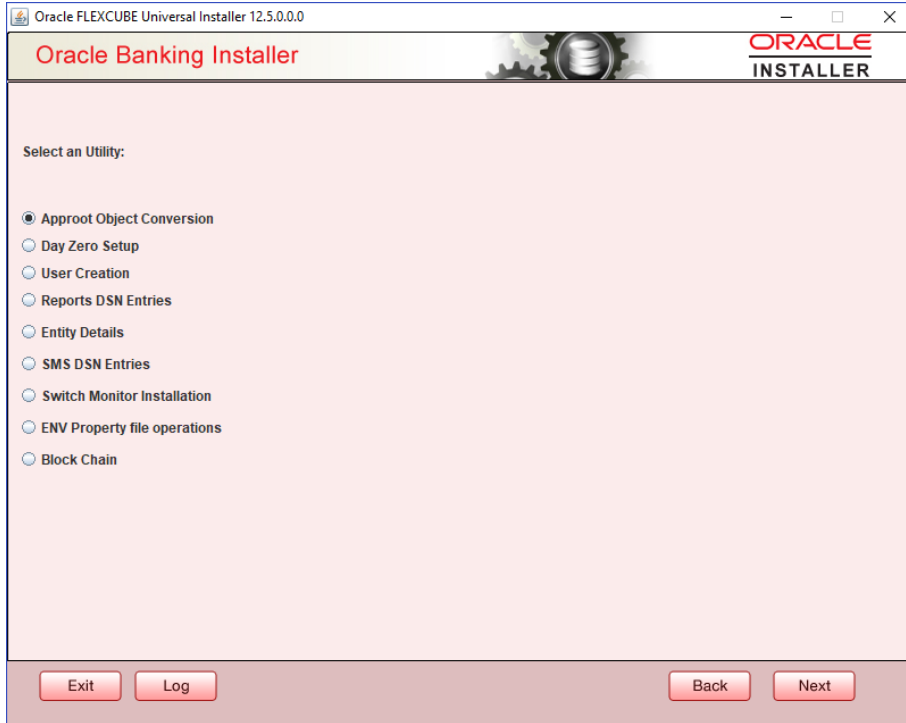 Oracle FLEXCUBE Universal Installer 12.5.0.0.0
Oracle Banking Installer
ORACLE
INSTALLER
Select an Utility:
Approot Object Conversion
Day Zero Setup
User Creation
Reports DSN Entries
Entity Details
SMS DSN Entries
Switch Monitor Installation
ENV Property file operations
Block Chain
Exit
Log
Back
Next